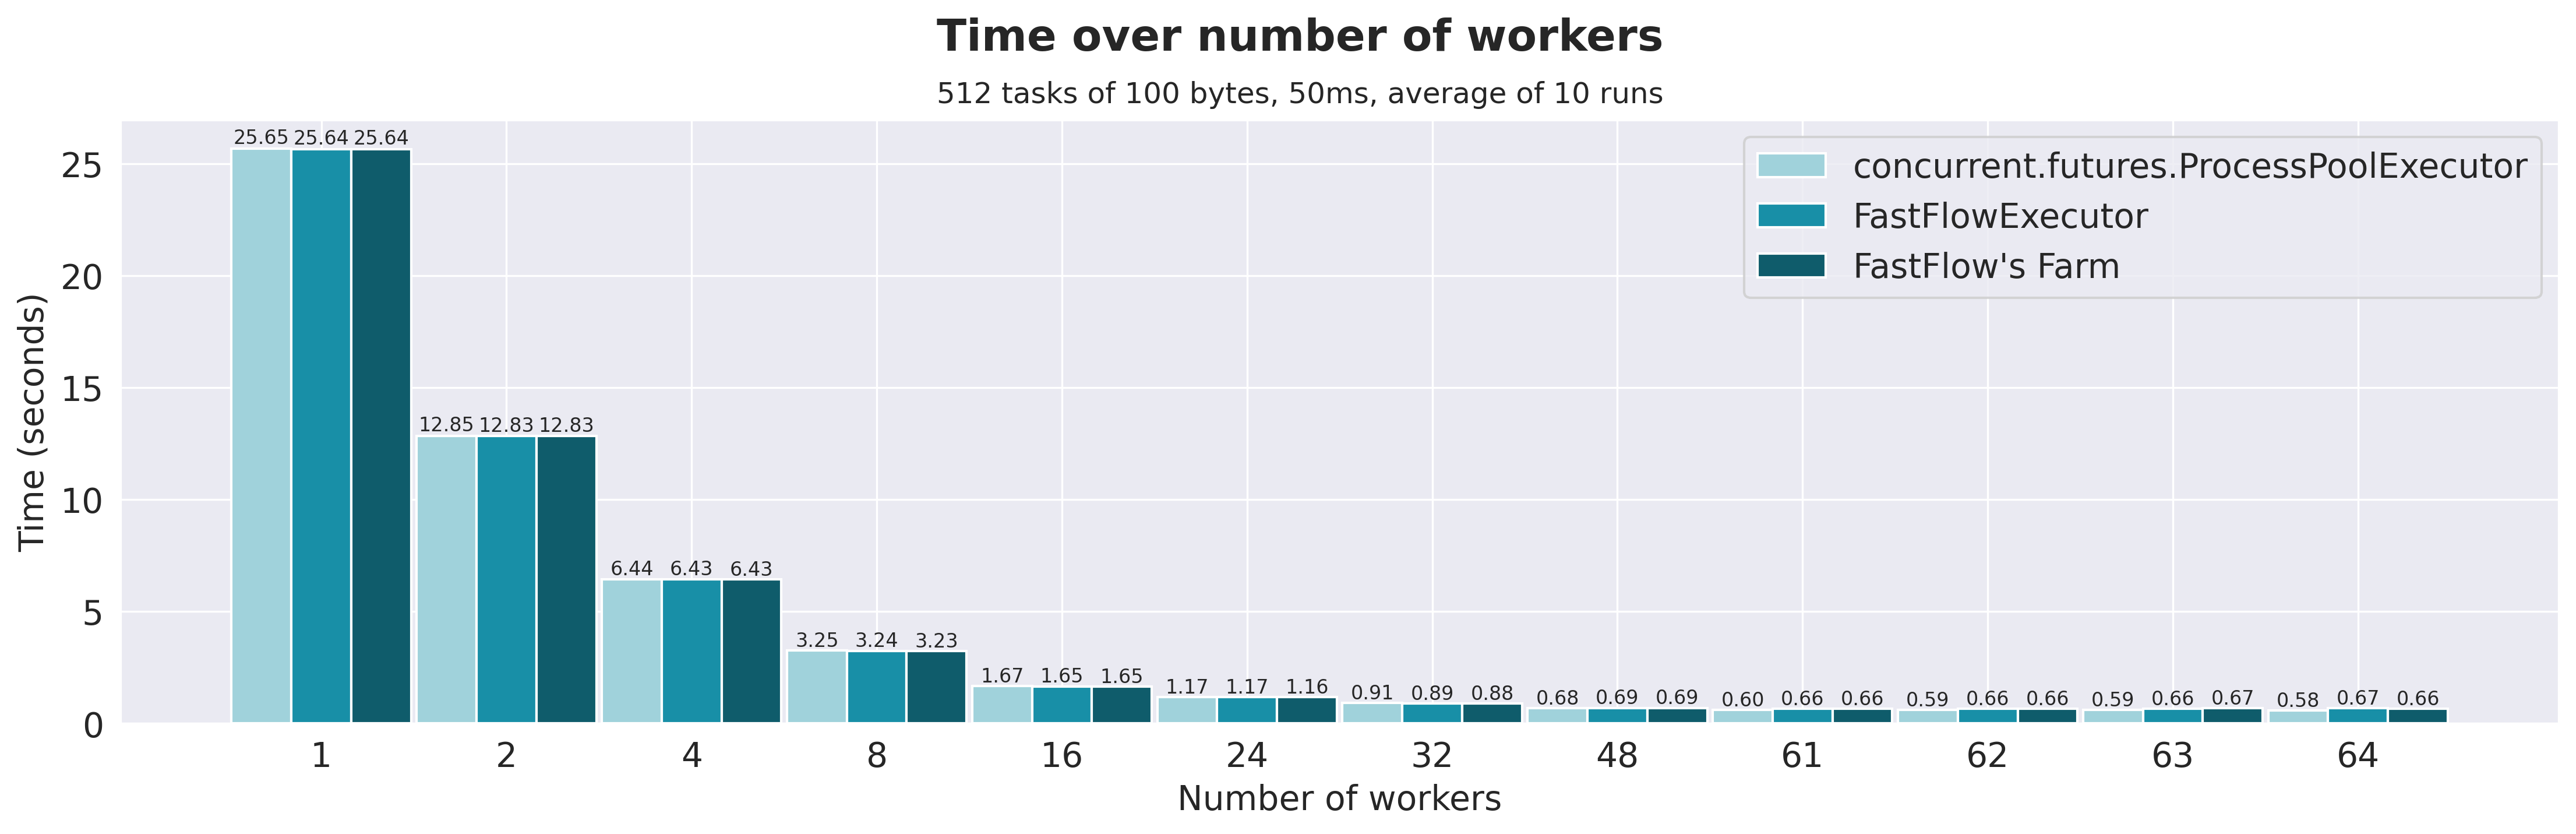 Time over number of workers
512 tasks of 100 bytes, 50ms, average of 10 runs
concurrent.futures.ProcessPoolExecutor
FastFlowExecutor
FastFlow's Farm
Time (seconds)
25
20
15
10
5
0
25.65 25.64 25.64
12.85 12.83 12.83
6.44 6.43 6.43
3.25 3.24 3.23
1.67 1.65 1.65
1.17 1.17 1.16
0.91 0.89 0.88
0.68 0.69 0.69
0.60 0.66 0.66
0.59 0.66 0.66
0.59 0.66 0.67
0.58 0.67 0.66
1 2 4 8 16 24 32 48 61 62 63 64
Number of workers